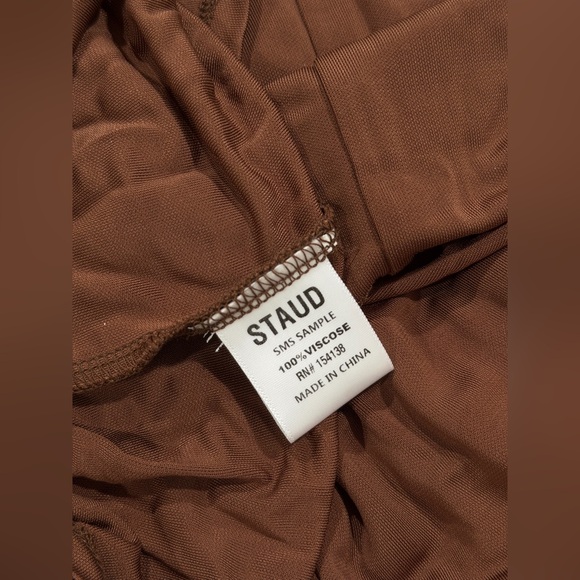 STAUD
SMS SAMPLE
100%VISCOSE
RN# 154138
MADE IN CHINA